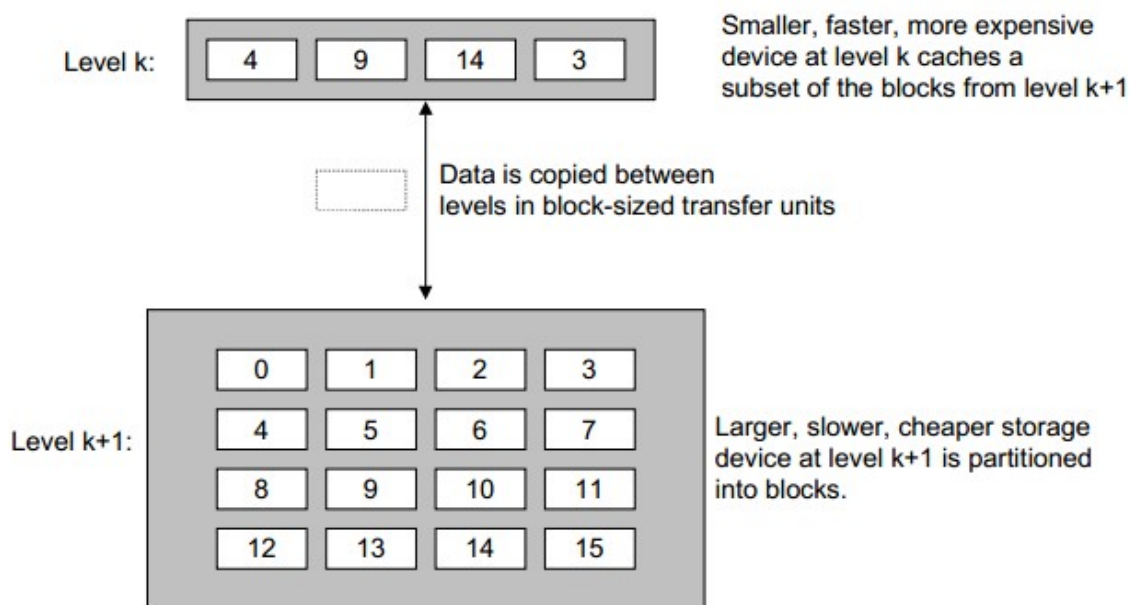 Smaller, faster, more expensive
device at level k caches a
subset of the blocks from level k+1
Level k:
4 9 14 3
Data is copied between
levels in block-sized transfer units
Level k+1:
0 1 2 3
4 5 6 7
8 9 10 11
12 13 14 15
Larger, slower, cheaper storage
device at level k+1 is partitioned
into blocks.